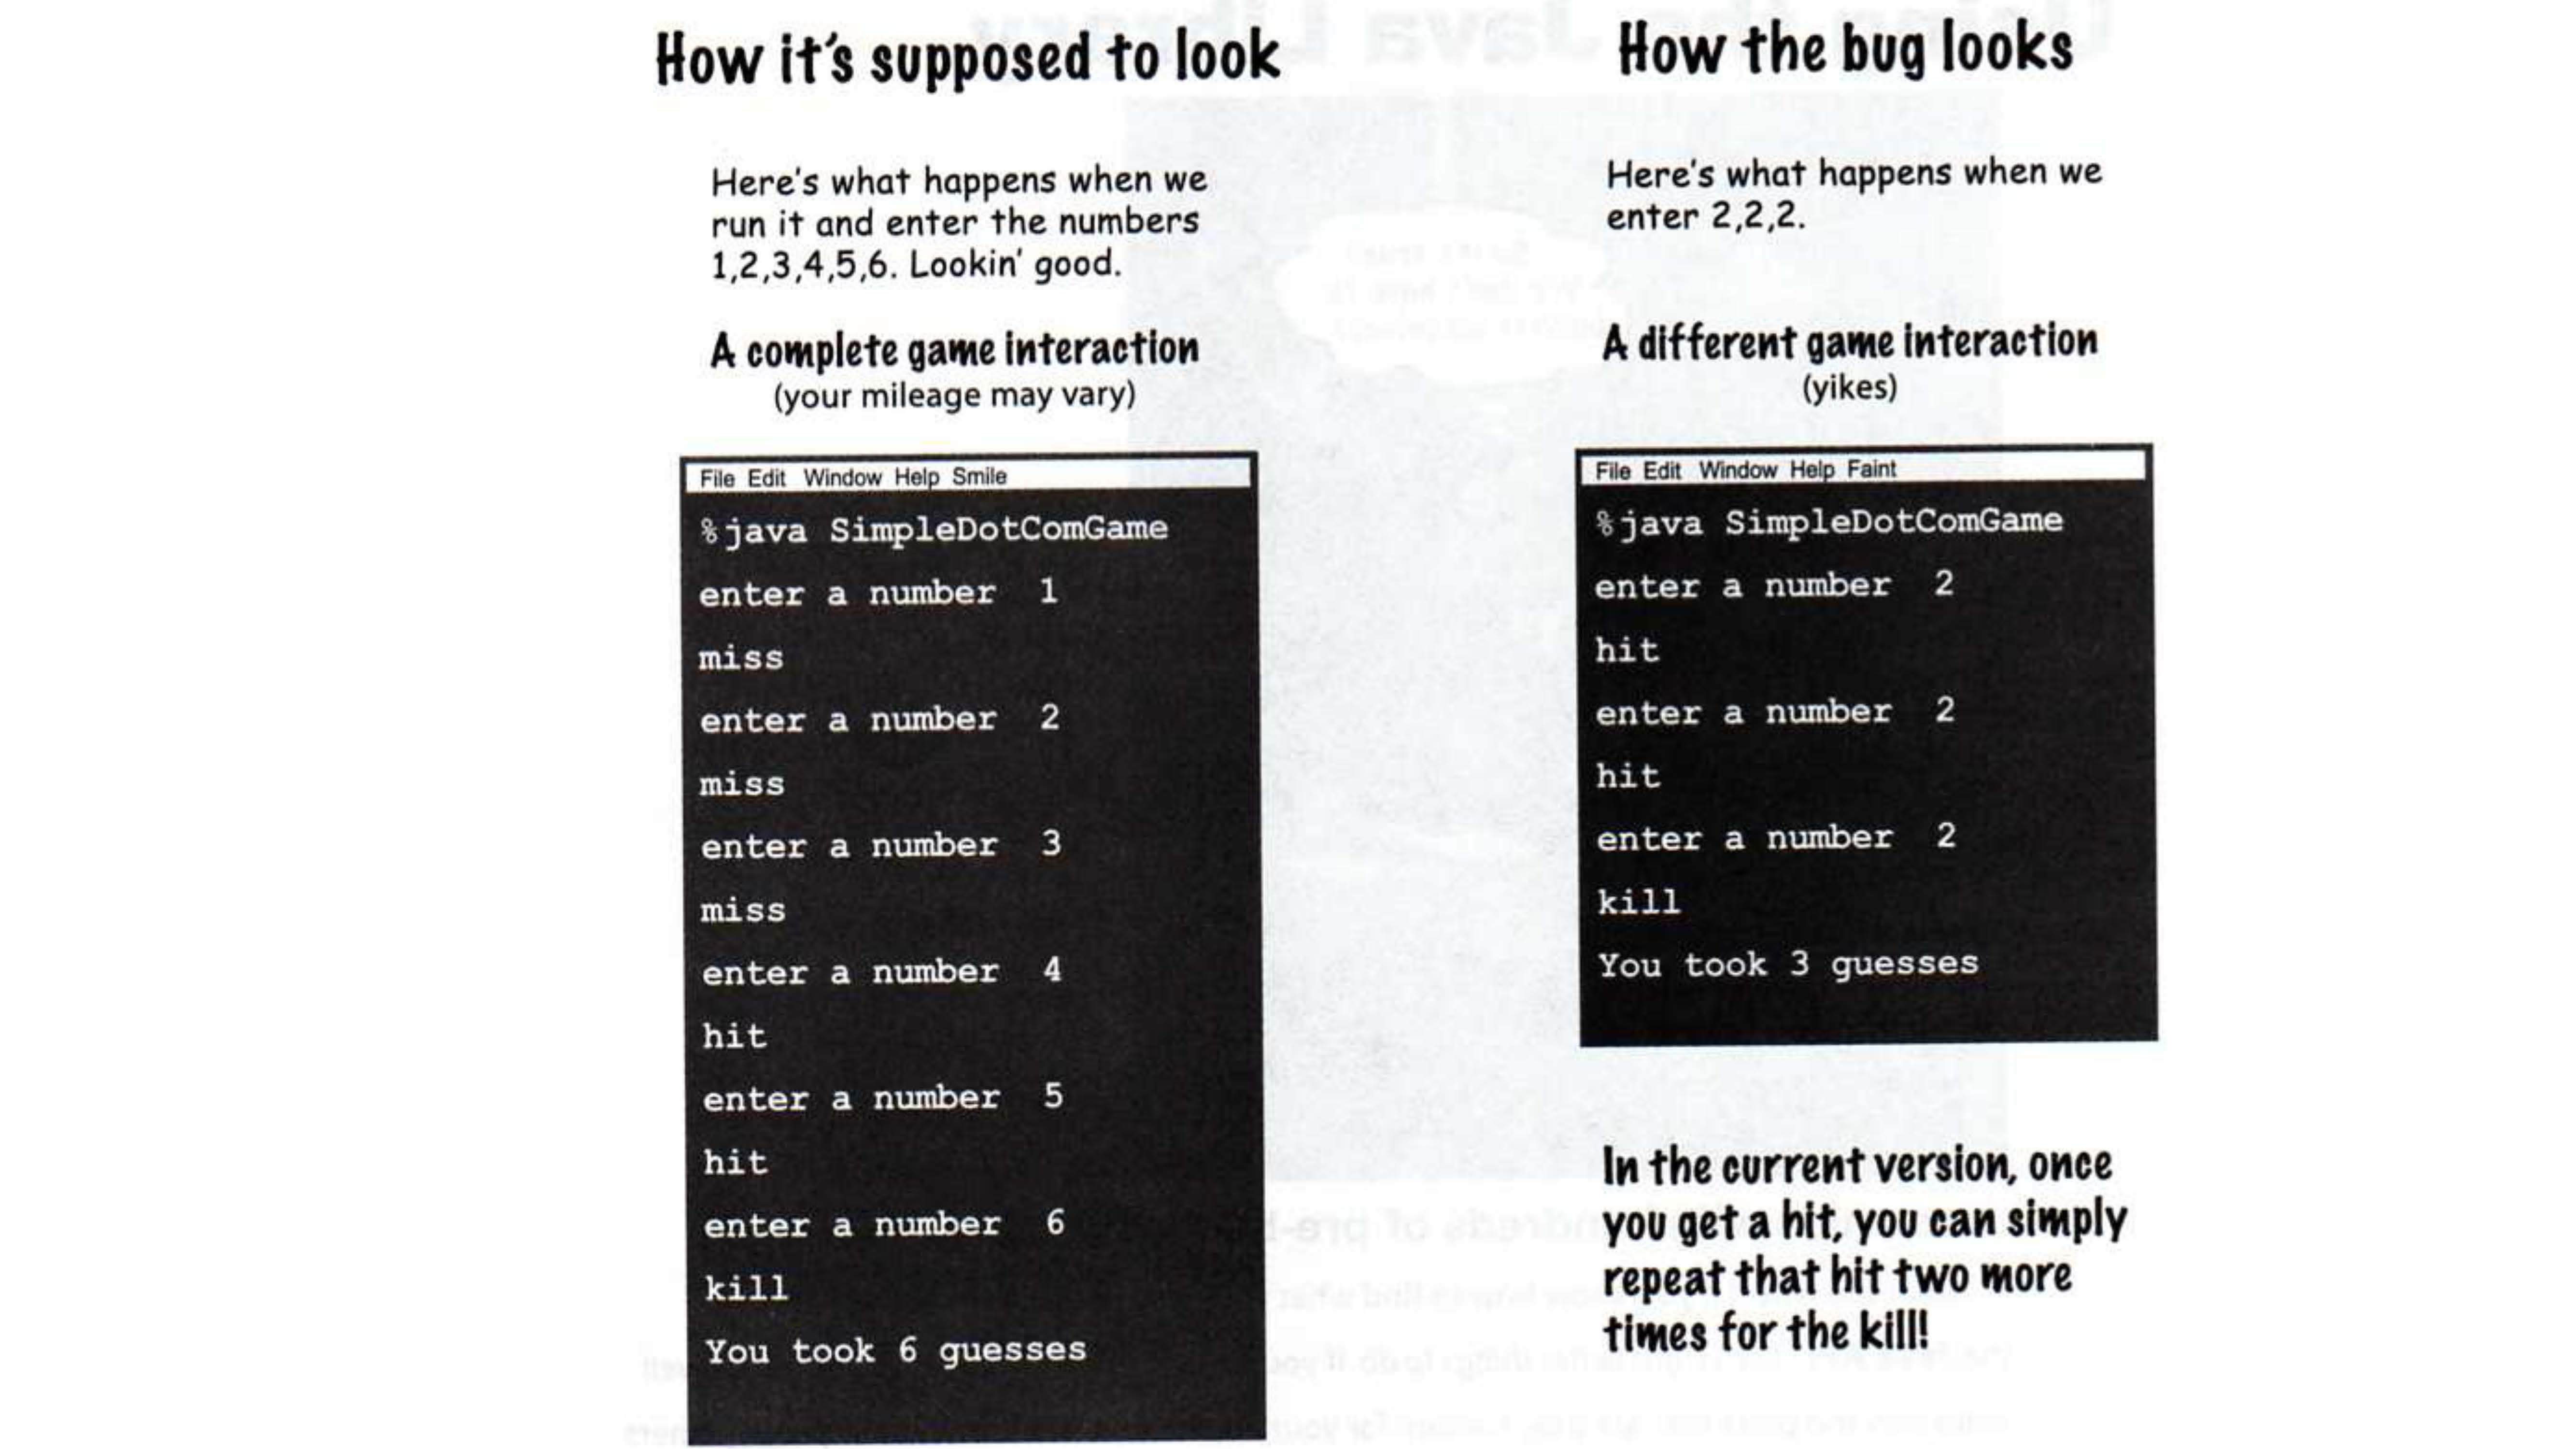 How it's supposed to look
Here's what happens when we
run it and enter the numbers
1,2,3,4,5,6. Lookin' good.
A complete game interaction
(your mileage may vary)
File Edit Window Help Smile
%java SimpleDotComGame
enter a number 1
miss
enter a number 2
miss
enter a number 3
miss
enter a number 4
hit
enter a number 5
hit
enter a number 6
kill
You took 6 guesses
How the bug looks
Here's what happens when we
enter 2,2,2.
A different game interaction
(yikes)
File Edit Window Help Faint
%java SimpleDotComGame
enter a number 2
hit
enter a number 2
hit
enter a number 2
kill
You took 3 guesses
In the current version, once
you get a hit, you can simply
repeat that hit two more
times for the kill!